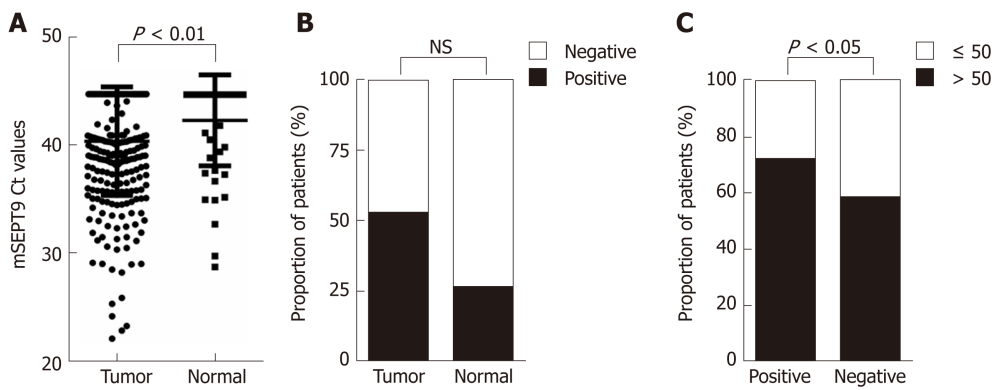 A
P < 0.01
mSEPT9 Ct values
50
40
30
20
Tumor Normal
B
NS
Negative
Positive
Proportion of patients (%)
100
75
50
25
0
Tumor Normal
C
P < 0.05
≤ 50
> 50
Proportion of patients (%)
100
80
60
40
20
0
Positive Negative